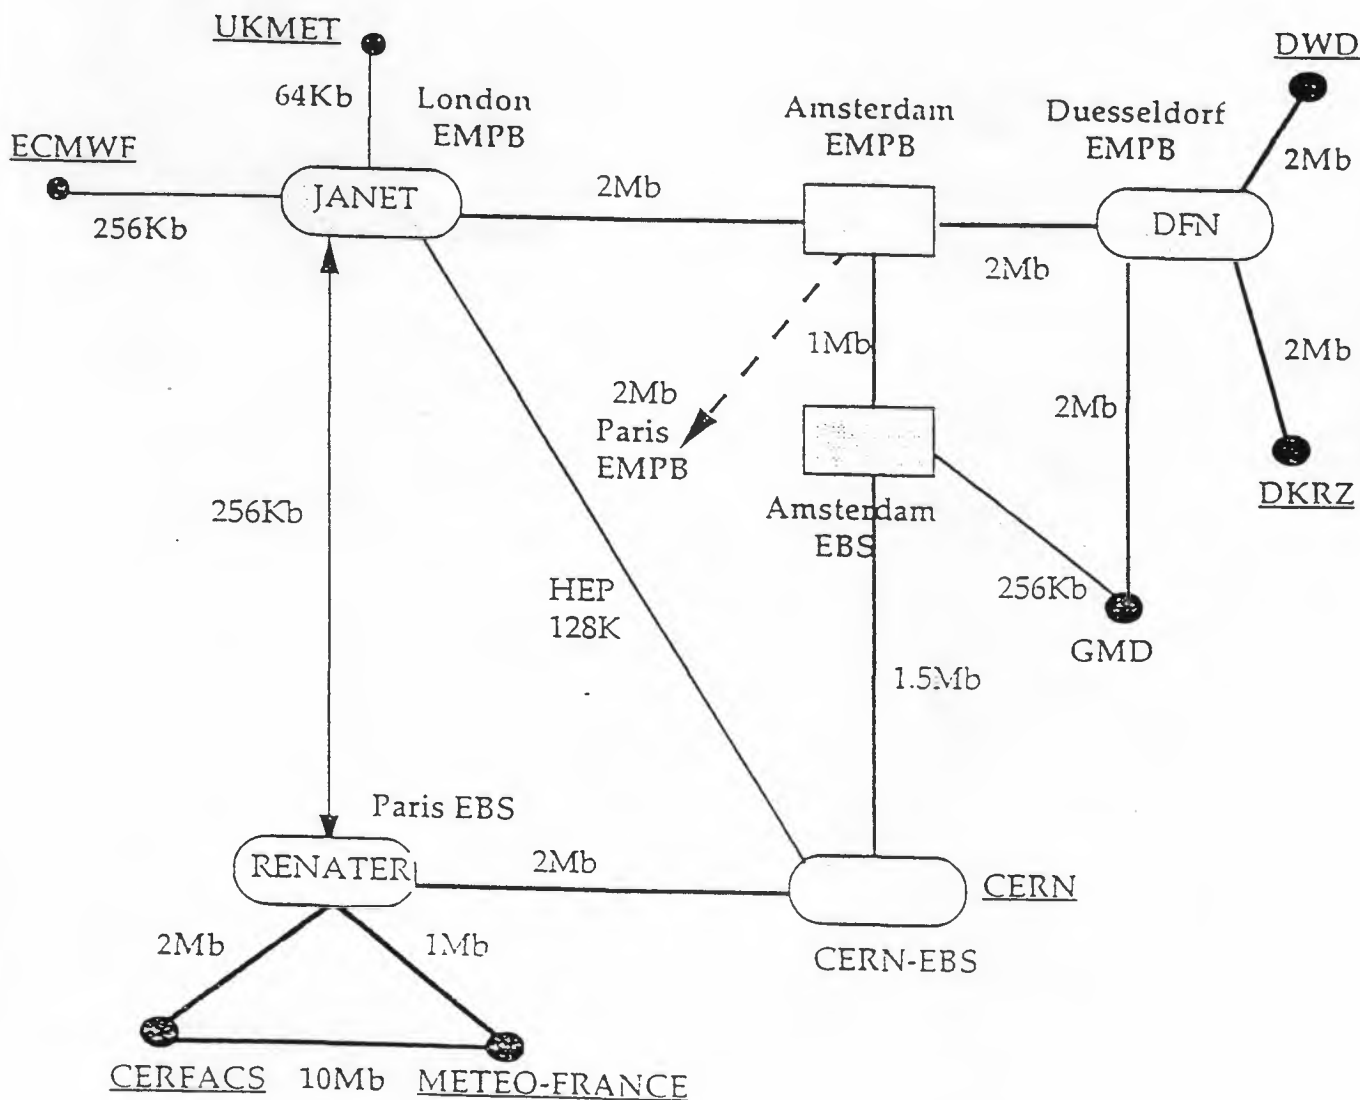 UKMET
DWD
64Kb
London
EMPB
Amsterdam
EMPB
Duesseldorf
EMPB
ECMWF
2Mb
JANET
2Mb
DFN
256Kb
2Mb
1Mb
2Mb
2Mb
2Mb
Paris
EMPB
DKRZ
256Kb
Amsterdam
EBS
HEP
128K
256Kb
GMD
1.5Mb
Paris EBS
RENATER
2Mb
CERN
2Mb
1Mb
CERN-EBS
CERFACS
10Mb
METEO-FRANCE